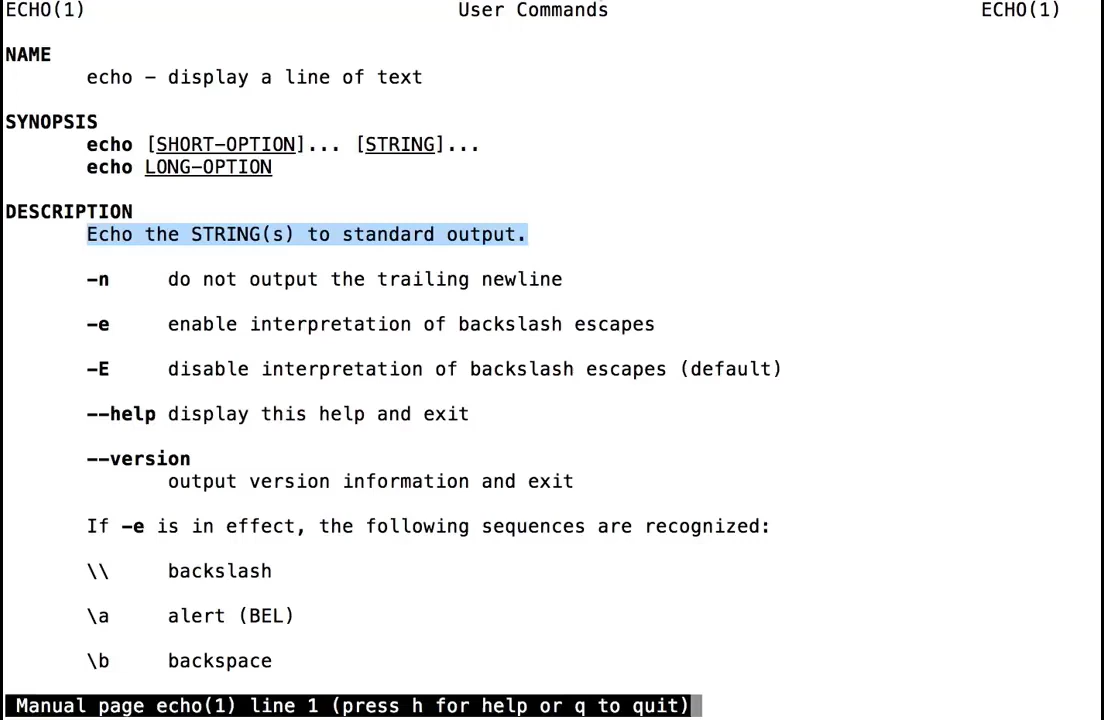 ECHO(1) User Commands ECHO(1)
NAME
echo – display a line of text
SYNOPSIS
echo [SHORT–OPTION]... [STRING]...
echo LONG–OPTION
DESCRIPTION
Echo the STRING(s) to standard output.
–n do not output the trailing newline
–e enable interpretation of backslash escapes
–E disable interpretation of backslash escapes (default)
––help display this help and exit
––version
output version information and exit
If –e is in effect, the following sequences are recognized:
\\ backslash
\a alert (BEL)
\b backspace
Manual page echo(1) line 1 (press h for help or q to quit)